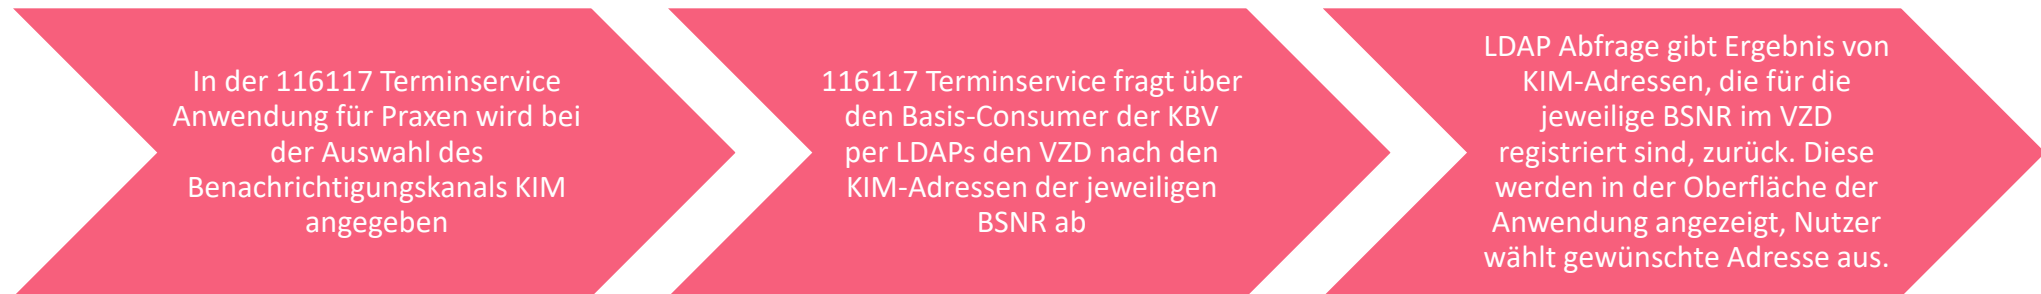 In der 116117 Terminservice
Anwendung für Praxen wird bei
der Auswahl des
Benachrichtigungskanals KIM
angegeben
116117 Terminservice fragt über
den Basis-Consumer der KBV
per LDAPs den VZD nach den
KIM-Adressen der jeweiligen
BSNR ab
LDAP Abfrage gibt Ergebnis von
KIM-Adressen, die für die
jeweilige BSNR im VZD
registriert sind, zurück. Diese
werden in der Oberfläche der
Anwendung angezeigt, Nutzer
wählt gewünschte Adresse aus.